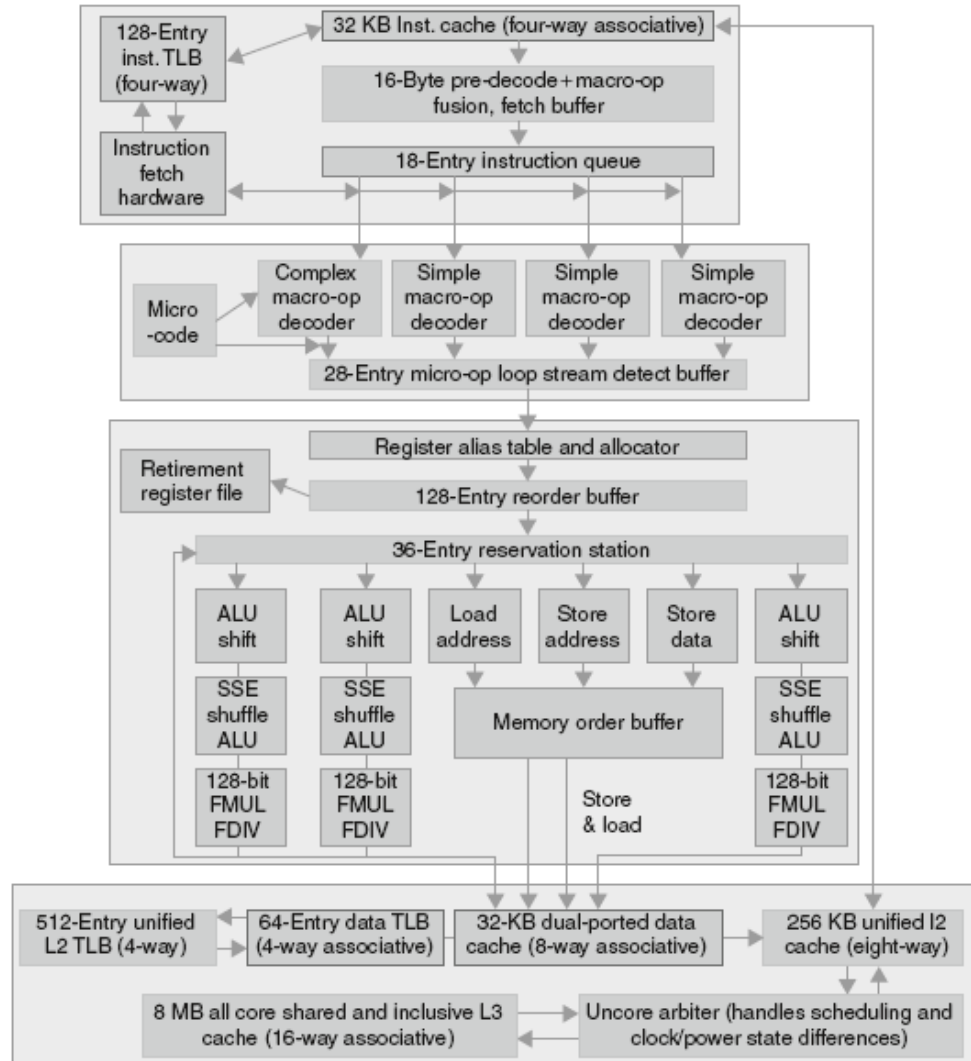 128-Entry
inst. TLB
(four-way)
32 KB Inst. cache (four-way associative)
16-Byte pre-decode+macro-op
fusion, fetch buffer
Instruction
fetch
hardware
18-Entry instruction queue
Micro
-code
Complex
macro-op
decoder
Simple
macro-op
decoder
Simple
macro-op
decoder
Simple
macro-op
decoder
28-Entry micro-op loop stream detect buffer
Register alias table and allocator
Retirement
register file
128-Entry reorder buffer
36-Entry reservation station
ALU
shift
ALU
shift
Load
address
Store
address
Store
data
ALU
shift
SSE
shuffle
ALU
SSE
shuffle
ALU
Memory order buffer
SSE
shuffle
ALU
128-bit
FMUL
FDIV
128-bit
FMUL
FDIV
Store
& load
128-bit
FMUL
FDIV
512-Entry unified
L2 TLB (4-way)
64-Entry data TLB
(4-way associative)
32-KB dual-ported data
cache (8-way associative)
256 KB unified l2
cache (eight-way)
8 MB all core shared and inclusive L3
cache (16-way associative)
Uncore arbiter (handles scheduling and
clock/power state differences)